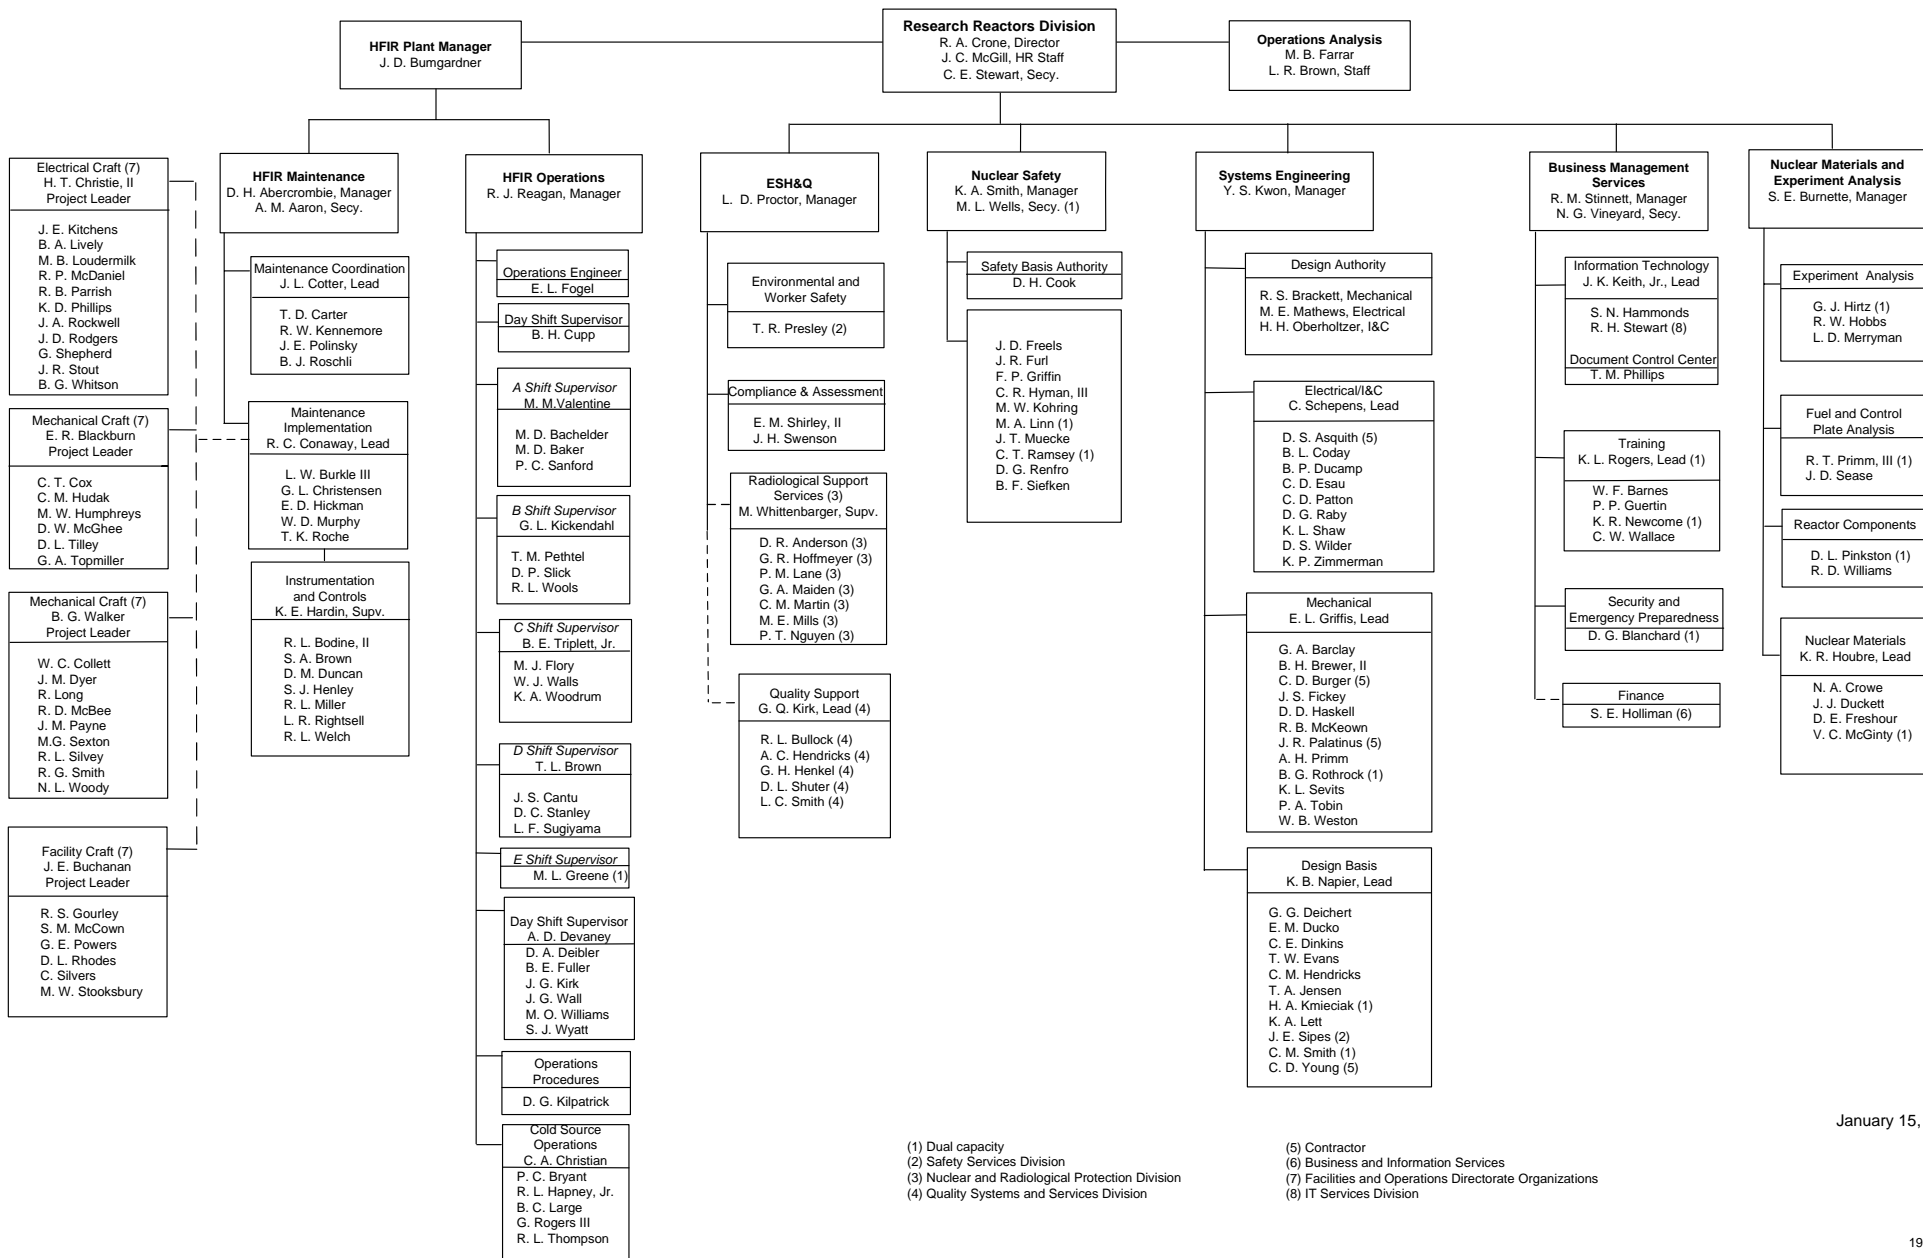 Research Reactors Division
R. A. Crone, Director
J. C. McGill, HR Staff
C. E. Stewart, Secy.
HFIR Plant Manager
J. D. Bumgardner
Operations Analysis
M. B. Farrar
L. R. Brown, Staff
Electrical Craft (7)
H. T. Christie, II
Project Leader
J. E. Kitchens
B. A. Lively
M. B. Loudermilk
R. P. McDaniel
R. B. Parrish
K. D. Phillips
J. A. Rockwell
J. D. Rodgers
G. Shepherd
J. R. Stout
B. G. Whitson
Mechanical Craft (7)
E. R. Blackburn
Project Leader
C. T. Cox
C. M. Hudak
M. W. Humphreys
D. W. McGhee
D. L. Tilley
G. A. Topmiller
Mechanical Craft (7)
B. G. Walker
Project Leader
W. C. Collett
J. M. Dyer
R. Long
R. D. McBee
J. M. Payne
M.G. Sexton
R. L. Silvey
R. G. Smith
N. L. Woody
Facility Craft (7)
J. E. Buchanan
Project Leader
R. S. Gourley
S. M. McCown
G. E. Powers
D. L. Rhodes
C. Silvers
M. W. Stooksbury
HFIR Maintenance
D. H. Abercrombie, Manager
A. M. Aaron, Secy.
Maintenance Coordination
J. L. Cotter, Lead
T. D. Carter
R. W. Kennemore
J. E. Polinsky
B. J. Roschli
Maintenance
Implementation
R. C. Conaway, Lead
L. W. Burkle III
G. L. Christensen
E. D. Hickman
W. D. Murphy
T. K. Roche
Instrumentation
and Controls
K. E. Hardin, Supv.
R. L. Bodine, II
S. A. Brown
D. M. Duncan
S. J. Henley
R. L. Miller
L. R. Rightsell
R. L. Welch
HFIR Operations
R. J. Reagan, Manager
Operations Engineer
E. L. Fogel
Day Shift Supervisor
B. H. Cupp
A Shift Supervisor
M. M.Valentine
M. D. Bachelder
M. D. Baker
P. C. Sanford
B Shift Supervisor
G. L. Kickendahl
T. M. Pethtel
D. P. Slick
R. L. Wools
C Shift Supervisor
B. E. Triplett, Jr.
M. J. Flory
W. J. Walls
K. A. Woodrum
D Shift Supervisor
T. L. Brown
J. S. Cantu
D. C. Stanley
L. F. Sugiyama
E Shift Supervisor
M. L. Greene (1)
Day Shift Supervisor
A. D. Devaney
D. A. Deibler
B. E. Fuller
J. G. Kirk
J. G. Wall
M. O. Williams
S. J. Wyatt
Operations
Procedures
D. G. Kilpatrick
Cold Source
Operations
C. A. Christian
P. C. Bryant
R. L. Hapney, Jr.
B. C. Large
G. Rogers III
R. L. Thompson
ESH&Q
L. D. Proctor, Manager
Environmental and
Worker Safety
T. R. Presley (2)
Compliance & Assessment
E. M. Shirley, II
J. H. Swenson
Radiological Support
Services (3)
M. Whittenbarger, Supv.
D. R. Anderson (3)
G. R. Hoffmeyer (3)
P. M. Lane (3)
G. A. Maiden (3)
C. M. Martin (3)
M. E. Mills (3)
P. T. Nguyen (3)
Quality Support
G. Q. Kirk, Lead (4)
R. L. Bullock (4)
A. C. Hendricks (4)
G. H. Henkel (4)
D. L. Shuter (4)
L. C. Smith (4)
Nuclear Safety
K. A. Smith, Manager
M. L. Wells, Secy. (1)
Safety Basis Authority
D. H. Cook
J. D. Freels
J. R. Furl
F. P. Griffin
C. R. Hyman, III
M. W. Kohring
M. A. Linn (1)
J. T. Muecke
C. T. Ramsey (1)
D. G. Renfro
B. F. Siefken
Systems Engineering
Y. S. Kwon, Manager
Design Authority
R. S. Brackett, Mechanical
M. E. Mathews, Electrical
H. H. Oberholtzer, I&C
Electrical/I&C
C. Schepens, Lead
D. S. Asquith (5)
B. L. Coday
B. P. Ducamp
C. D. Esau
C. D. Patton
D. G. Raby
K. L. Shaw
D. S. Wilder
K. P. Zimmerman
Mechanical
E. L. Griffis, Lead
G. A. Barclay
B. H. Brewer, II
C. D. Burger (5)
J. S. Fickey
D. D. Haskell
R. B. McKeown
J. R. Palatinus (5)
A. H. Primm
B. G. Rothrock (1)
K. L. Sevits
P. A. Tobin
W. B. Weston
Design Basis
K. B. Napier, Lead
G. G. Deichert
E. M. Ducko
C. E. Dinkins
T. W. Evans
C. M. Hendricks
T. A. Jensen
H. A. Kmieciak (1)
K. A. Lett
J. E. Sipes (2)
C. M. Smith (1)
C. D. Young (5)
Business Management
Services
R. M. Stinnett, Manager
N. G. Vineyard, Secy.
Information Technology
J. K. Keith, Jr., Lead
S. N. Hammonds
R. H. Stewart (8)
Document Control Center
T. M. Phillips
Training
K. L. Rogers, Lead (1)
W. F. Barnes
P. P. Guertin
K. R. Newcome (1)
C. W. Wallace
Security and
Emergency Preparedness
D. G. Blanchard (1)
Finance
S. E. Holliman (6)
Nuclear Materials and
Experiment Analysis
S. E. Burnette, Manager
Experiment Analysis
G. J. Hirtz (1)
R. W. Hobbs
L. D. Merryman
Fuel and Control
Plate Analysis
R. T. Primm, III (1)
J. D. Sease
Reactor Components
D. L. Pinkston (1)
R. D. Williams
Nuclear Materials
K. R. Houbre, Lead
N. A. Crowe
J. J. Duckett
D. E. Freshour
V. C. McGinty (1)
January 15,
(1) Dual capacity
(2) Safety Services Division
(3) Nuclear and Radiological Protection Division
(4) Quality Systems and Services Division
(5) Contractor
(6) Business and Information Services
(7) Facilities and Operations Directorate Organizations
(8) IT Services Division
19